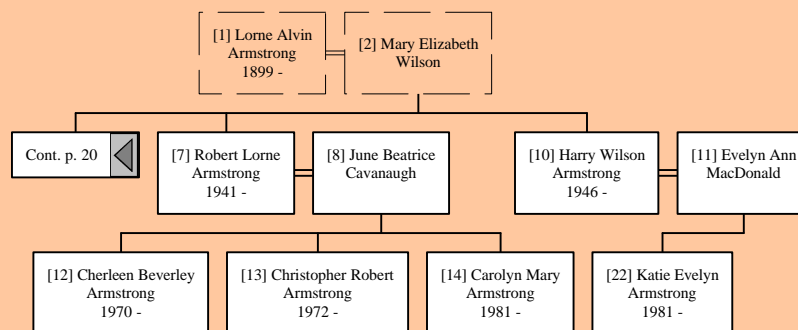 [1] Lorne Alvin
Armstrong
1899 -
[2] Mary Elizabeth
Wilson
Cont. p. 20
[7] Robert Lorne
Armstrong
1941 -
[8] June Beatrice
Cavanaugh
[10] Harry Wilson
Armstrong
1946 -
[11] Evelyn Ann
MacDonald
[12] Cherleen Beverley
Armstrong
1970 -
[13] Christopher Robert
Armstrong
1972 -
[14] Carolyn Mary
Armstrong
1981 -
[22] Katie Evelyn
Armstrong
1981 -